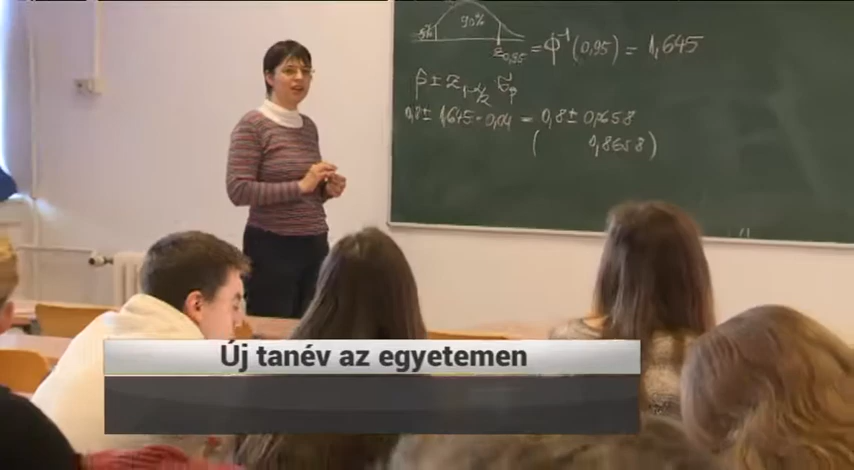 5% 90%
z0,95 = Φ⁻¹(0,95) = 1,645
p̂ ± z1-α/2 · σp̂
0,8 ± 1,645 · 0,04 = 0,8 ± 0,0658
( 0,8658 )
Új tanév az egyetemen